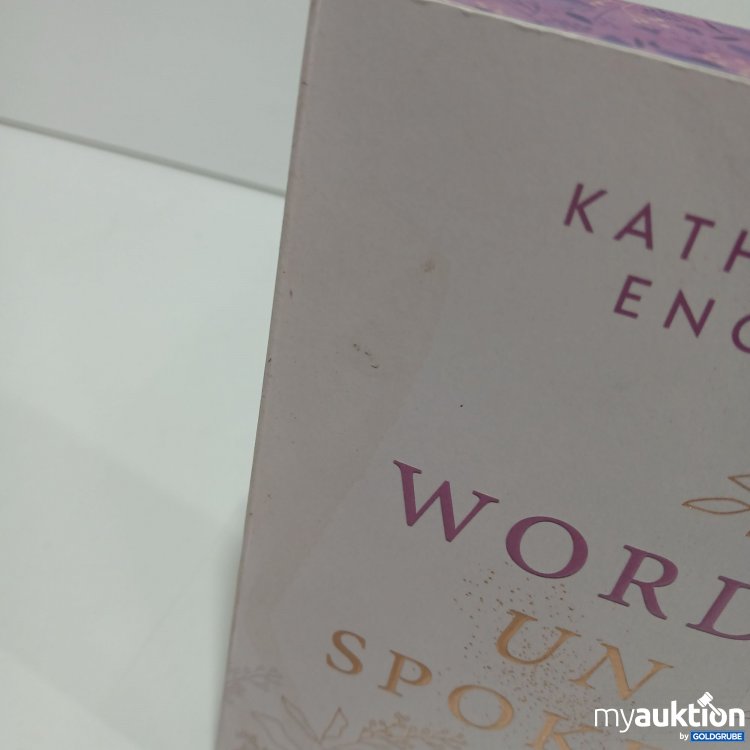 KATH
ENG
WORD
UN
SPOK
myauktion
by GOLDGRUBE